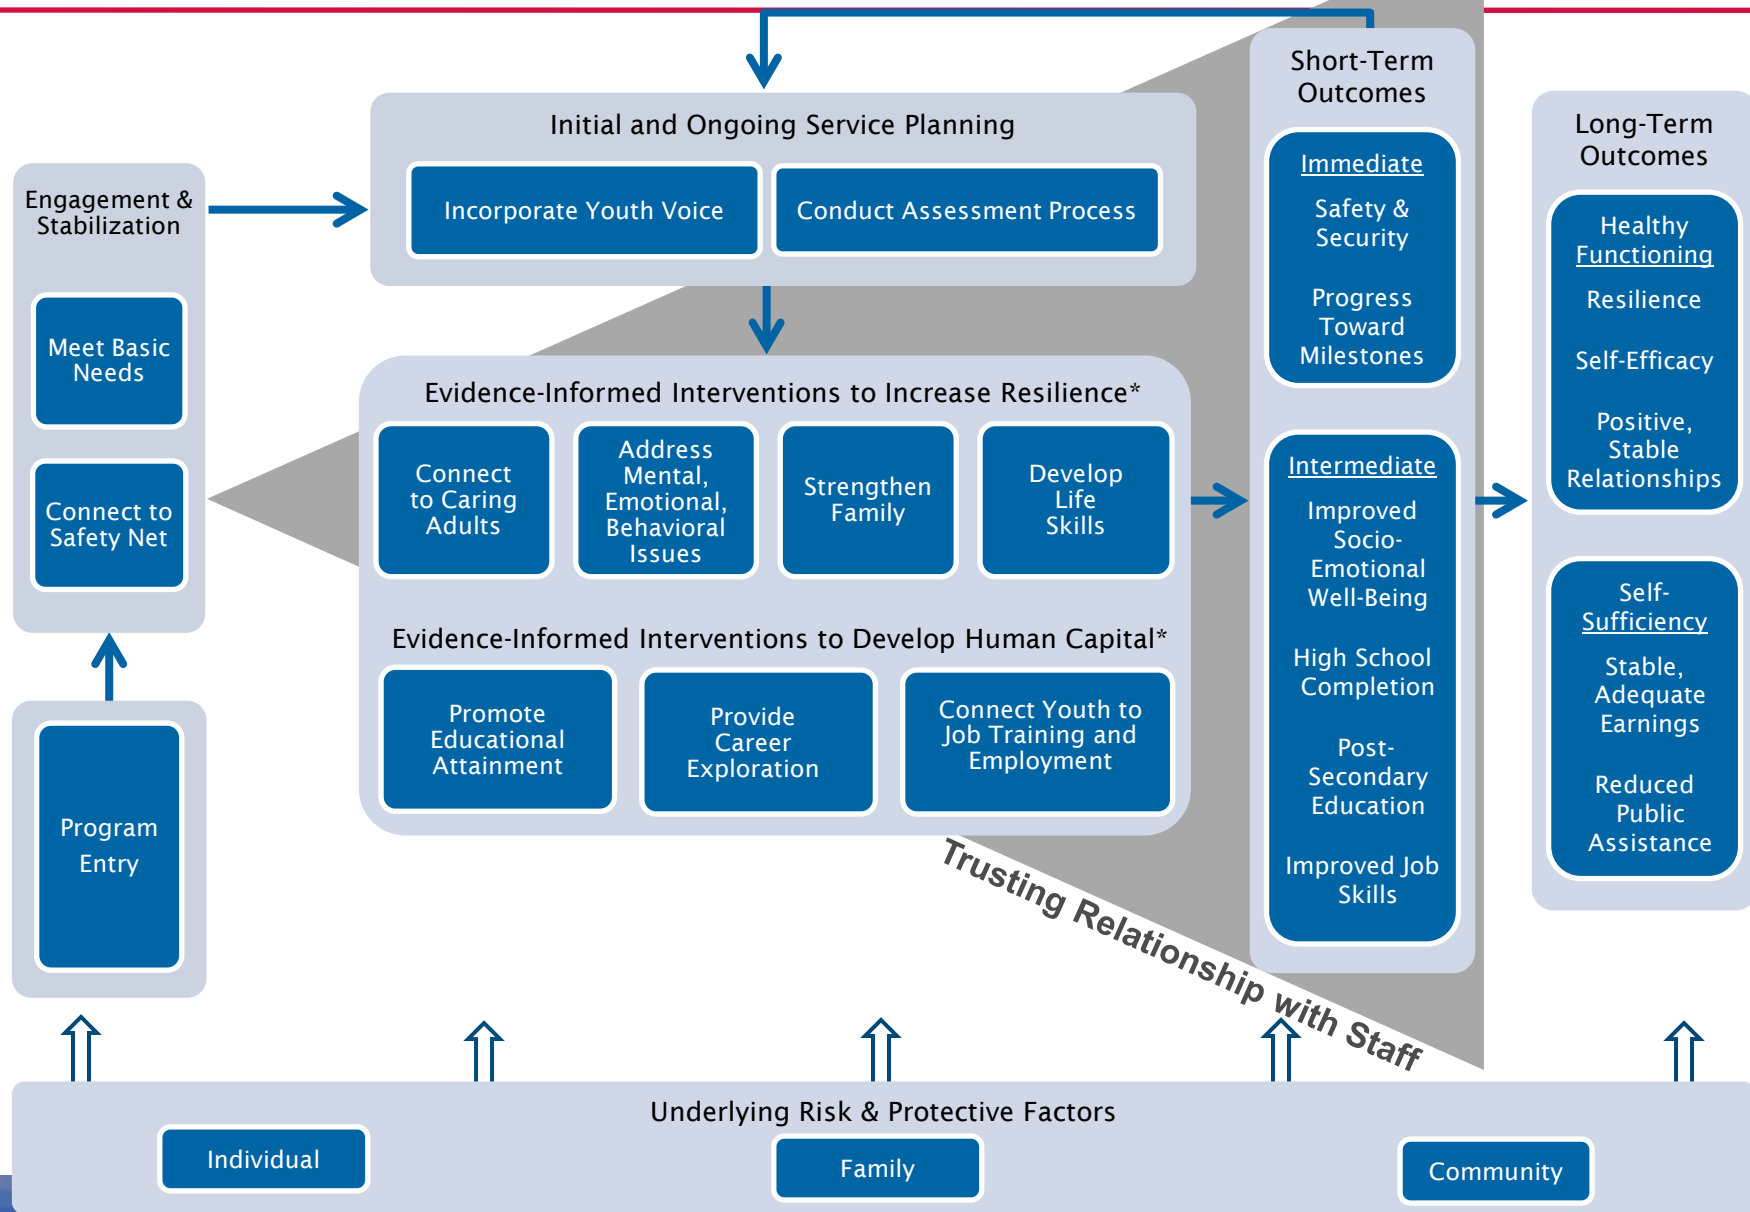 Engagement &
Stabilization
Meet Basic
Needs
Connect to
Safety Net
Program
Entry
Initial and Ongoing Service Planning
Incorporate Youth Voice
Conduct Assessment Process
Evidence-Informed Interventions to Increase Resilience*
Connect
to Caring
Adults
Address
Mental,
Emotional,
Behavioral
Issues
Strengthen
Family
Develop
Life
Skills
Evidence-Informed Interventions to Develop Human Capital*
Promote
Educational
Attainment
Provide
Career
Exploration
Connect Youth to
Job Training and
Employment
Trusting Relationship with Staff
Short-Term
Outcomes
Immediate
Safety &
Security
Progress
Toward
Milestones
Intermediate
Improved
Socio-
Emotional
Well-Being
High School
Completion
Post-
Secondary
Education
Improved Job
Skills
Long-Term
Outcomes
Healthy
Functioning
Resilience
Self-Efficacy
Positive,
Stable
Relationships
Self-
Sufficiency
Stable,
Adequate
Earnings
Reduced
Public
Assistance
Underlying Risk & Protective Factors
Individual
Family
Community